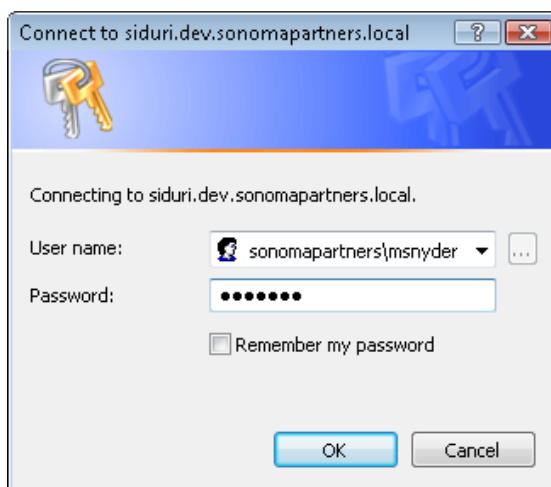 Connect to siduri.dev.sonomapartners.local ?
Connecting to siduri.dev.sonomapartners.local.
User name: sonomapartners\msnyder ...
Password: •••••••
Remember my password
OK Cancel